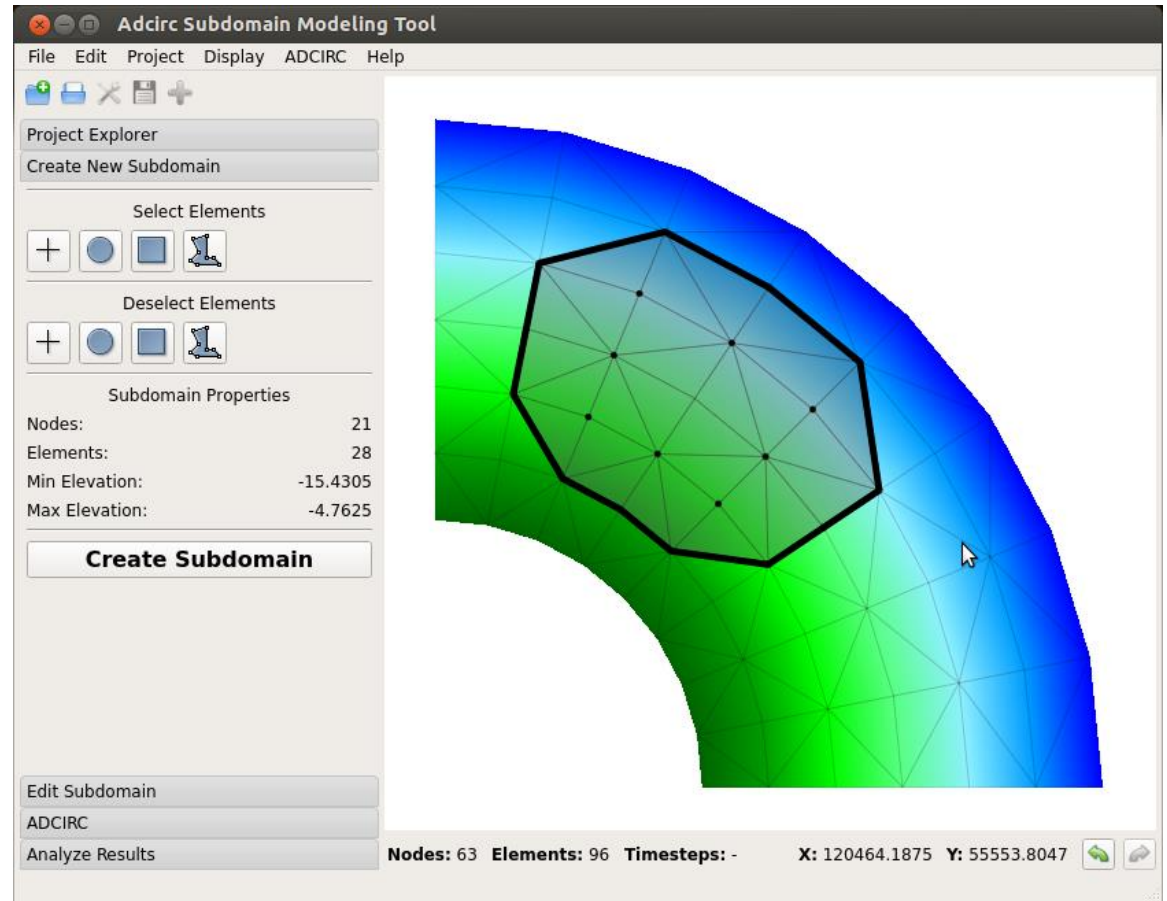 Adcirc Subdomain Modeling Tool
File Edit Project Display ADCIRC Help
Project Explorer
Create New Subdomain
Select Elements
Deselect Elements
Subdomain Properties
Nodes: 21
Elements: 28
Min Elevation: -15.4305
Max Elevation: -4.7625
Create Subdomain
Edit Subdomain
ADCIRC
Analyze Results
Nodes: 63 Elements: 96 Timesteps: - X: 120464.1875 Y: 55553.8047